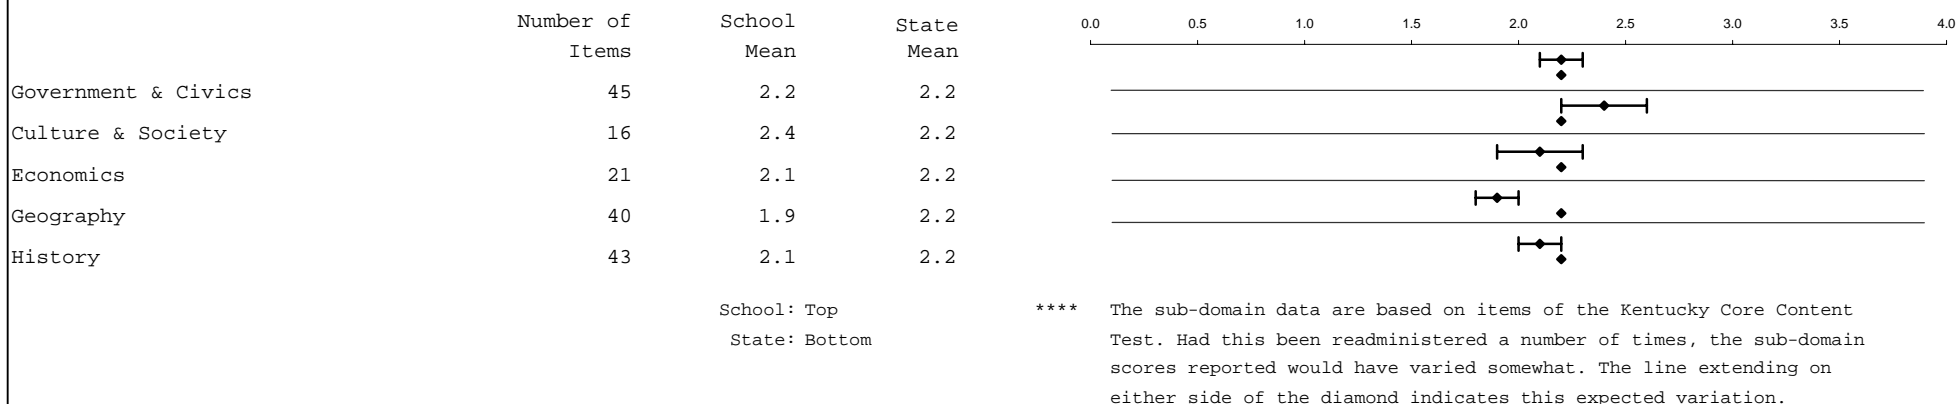 Number of School State 0.0 0.5 1.0 1.5 2.0 2.5 3.0 3.5 4.0
Items Mean Mean
Government & Civics 45 2.2 2.2
Culture & Society 16 2.4 2.2
Economics 21 2.1 2.2
Geography 40 1.9 2.2
History 43 2.1 2.2
School: Top
State: Bottom
**** The sub-domain data are based on items of the Kentucky Core Content
Test. Had this been readministered a number of times, the sub-domain
scores reported would have varied somewhat. The line extending on
either side of the diamond indicates this expected variation.